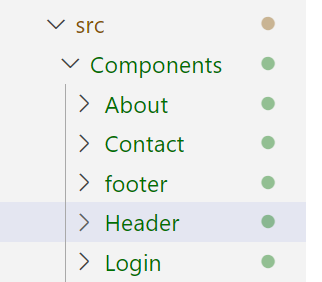 src
Components
About
Contact
footer
Header
Login